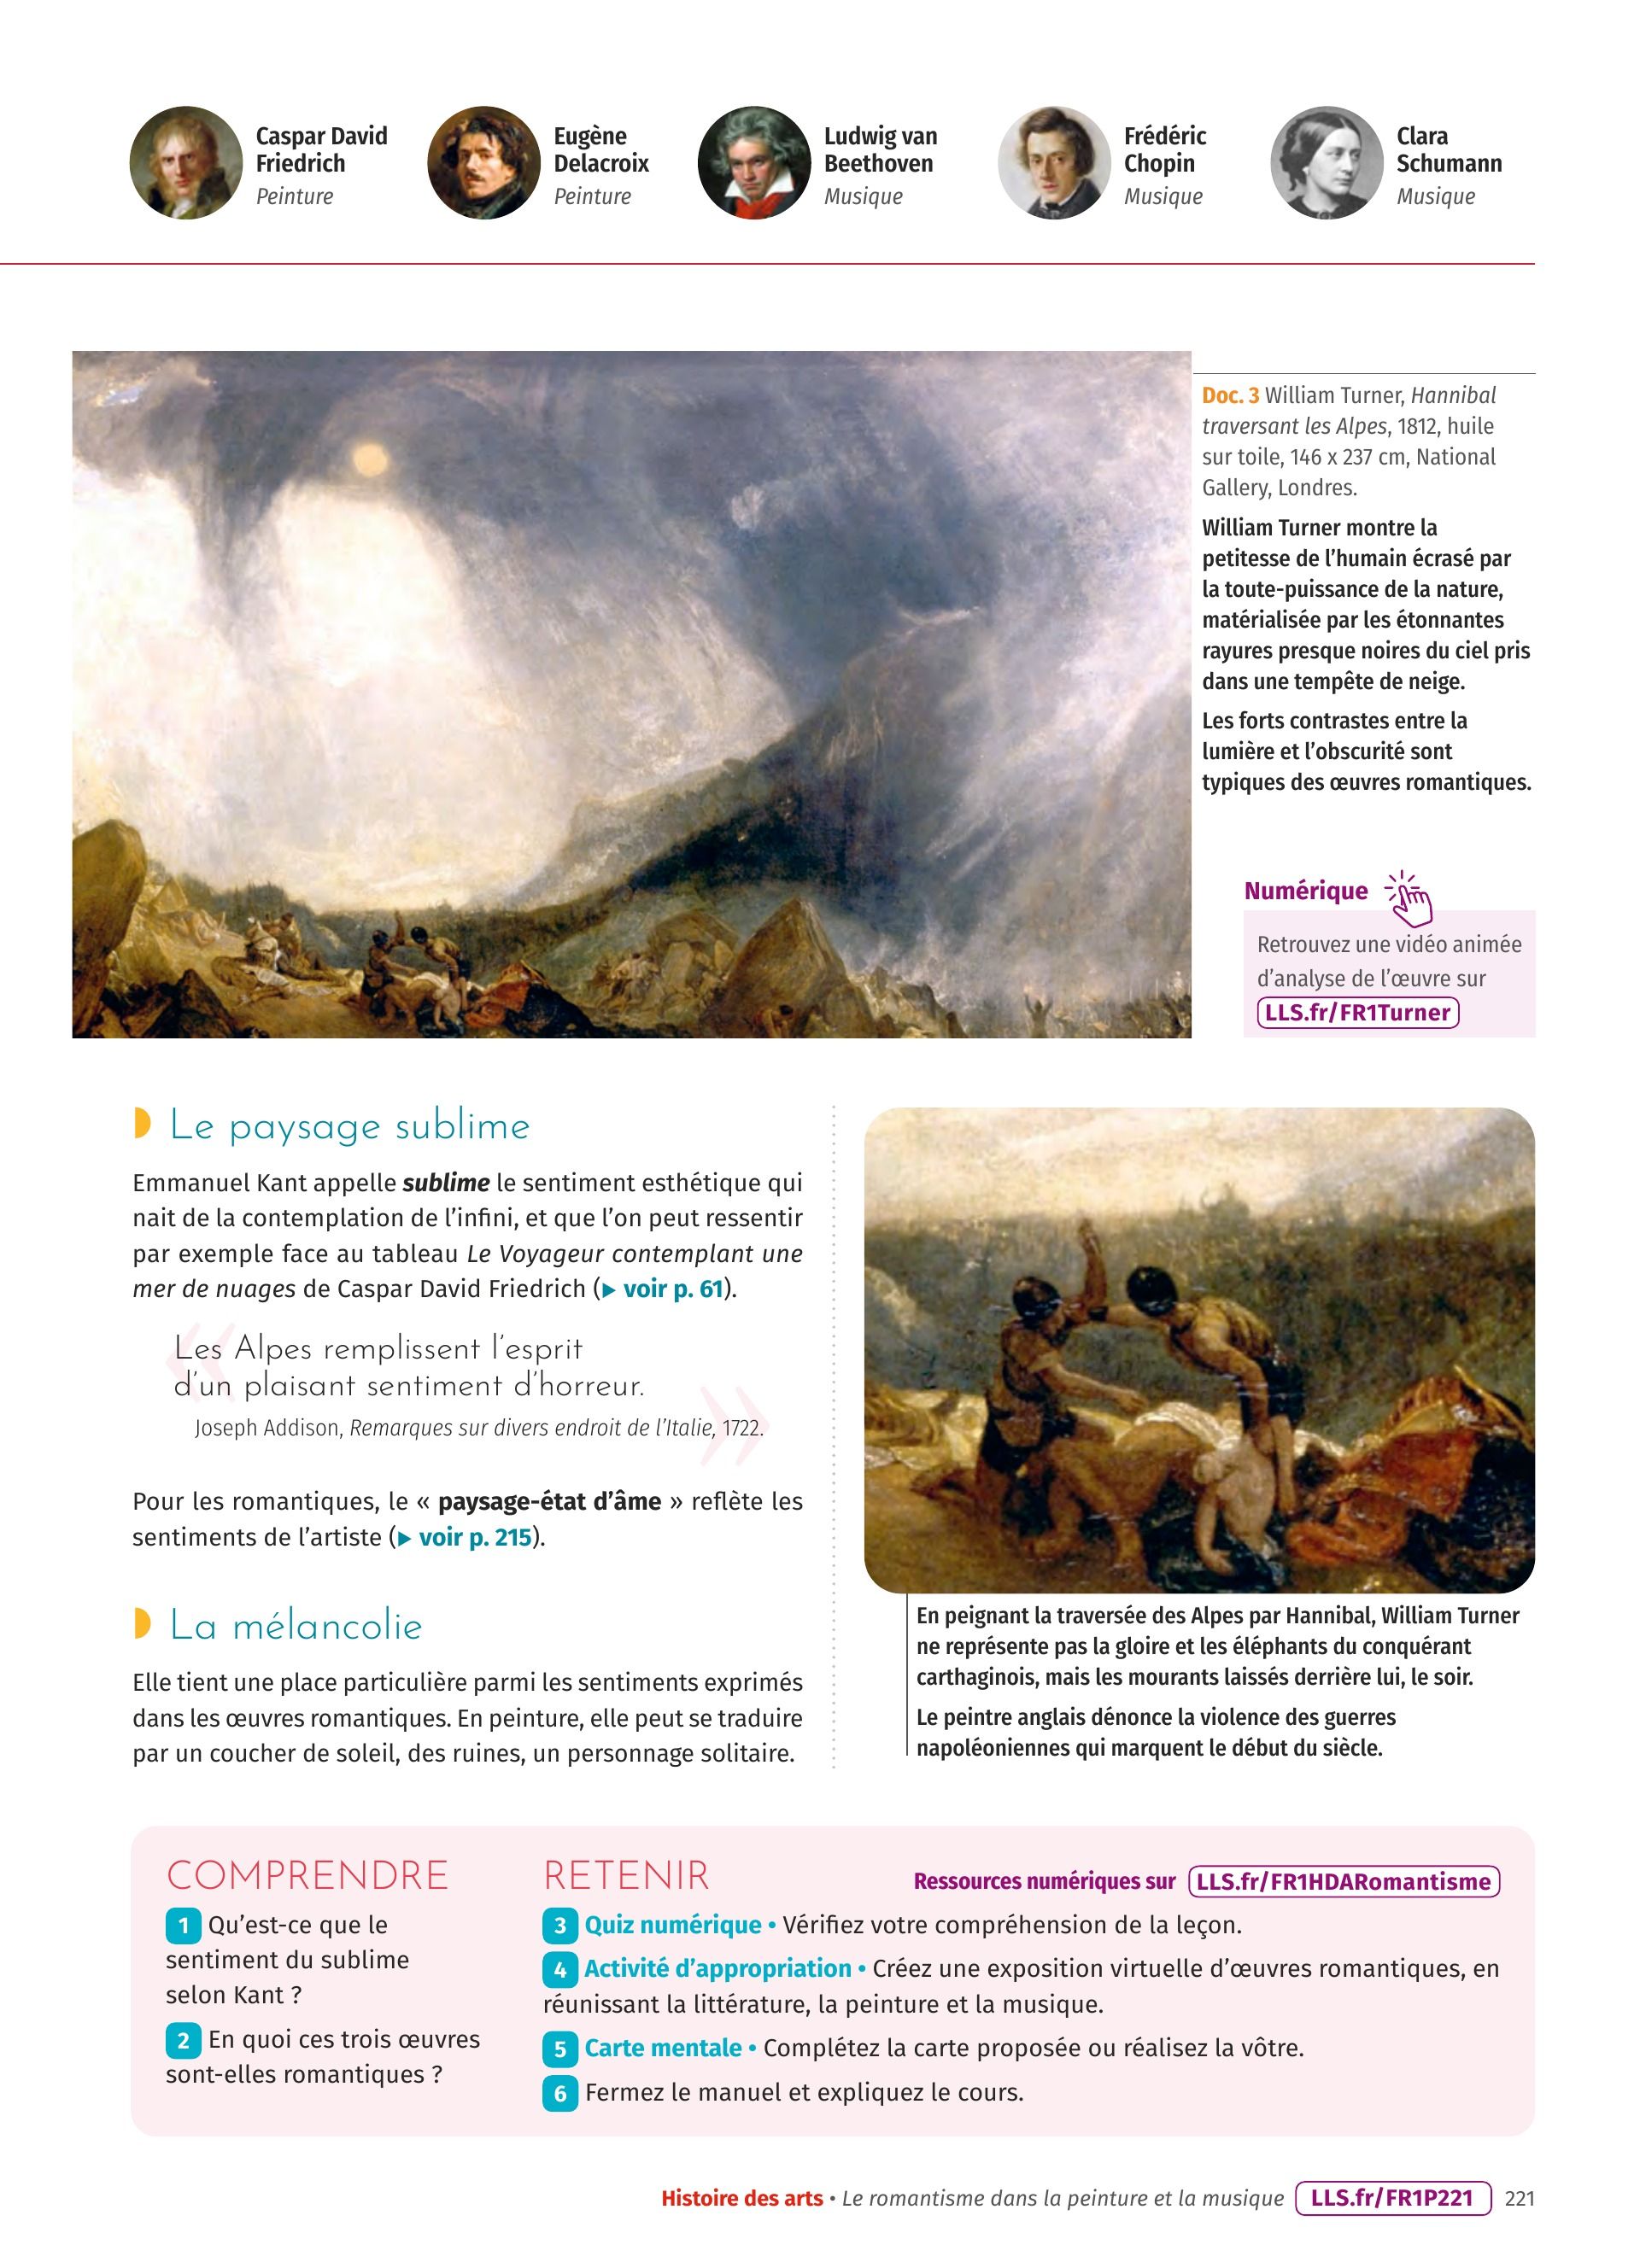 Caspar David
Friedrich
Peinture
Eugène
Delacroix
Peinture
Ludwig van
Beethoven
Musique
Frédéric
Chopin
Musique
Clara
Schumann
Musique
Doc. 3 William Turner, Hannibal
traversant les Alpes, 1812, huile
sur toile, 146 x 237 cm, National
Gallery, Londres.
William Turner montre la
petitesse de l’humain écrasé par
la toute-puissance de la nature,
matérialisée par les étonnantes
rayures presque noires du ciel pris
dans une tempête de neige.
Les forts contrastes entre la
lumière et l’obscurité sont
typiques des œuvres romantiques.
Numérique
Retrouvez une vidéo animée
d’analyse de l’œuvre sur
LLS.fr/FR1Turner
Le paysage sublime
Emmanuel Kant appelle sublime le sentiment esthétique qui
nait de la contemplation de l’infini, et que l’on peut ressentir
par exemple face au tableau Le Voyageur contemplant une
mer de nuages de Caspar David Friedrich (▶ voir p. 61).
« Les Alpes remplissent l’esprit
d’un plaisant sentiment d’horreur. »
Joseph Addison, Remarques sur divers endroit de l’Italie, 1722.
Pour les romantiques, le « paysage-état d’âme » reflète les
sentiments de l’artiste (▶ voir p. 215).
La mélancolie
Elle tient une place particulière parmi les sentiments exprimés
dans les œuvres romantiques. En peinture, elle peut se traduire
par un coucher de soleil, des ruines, un personnage solitaire.
En peignant la traversée des Alpes par Hannibal, William Turner
ne représente pas la gloire et les éléphants du conquérant
carthaginois, mais les mourants laissés derrière lui, le soir.
Le peintre anglais dénonce la violence des guerres
napoléoniennes qui marquent le début du siècle.
COMPRENDRE
1 Qu’est-ce que le
sentiment du sublime
selon Kant ?
2 En quoi ces trois œuvres
sont-elles romantiques ?
RETENIR
Ressources numériques sur LLS.fr/FR1HDARomantisme
3 Quiz numérique • Vérifiez votre compréhension de la leçon.
4 Activité d’appropriation • Créez une exposition virtuelle d’œuvres romantiques, en
réunissant la littérature, la peinture et la musique.
5 Carte mentale • Complétez la carte proposée ou réalisez la vôtre.
6 Fermez le manuel et expliquez le cours.
Histoire des arts • Le romantisme dans la peinture et la musique LLS.fr/FR1P221 221